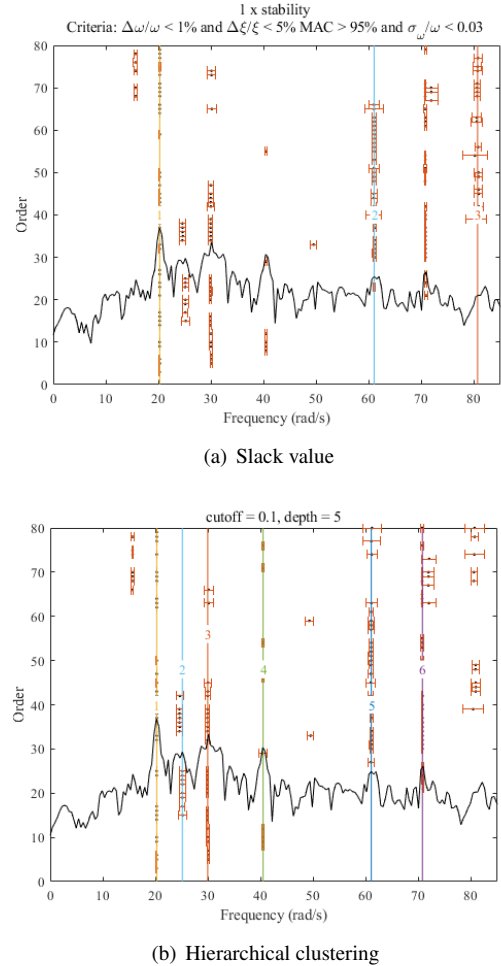 1 x stability
Criteria: Δω/ω < 1% and Δξ/ξ < 5% MAC > 95% and σ_ω/ω < 0.03
80
70
60
50
40
30
20
10
0
Order
1
2
3
0 10 20 30 40 50 60 70 80
Frequency (rad/s)
(a) Slack value
cutoff = 0.1, depth = 5
80
70
60
50
40
30
20
10
0
Order
2
3
4
5
6
0 10 20 30 40 50 60 70 80
Frequency (rad/s)
(b) Hierarchical clustering